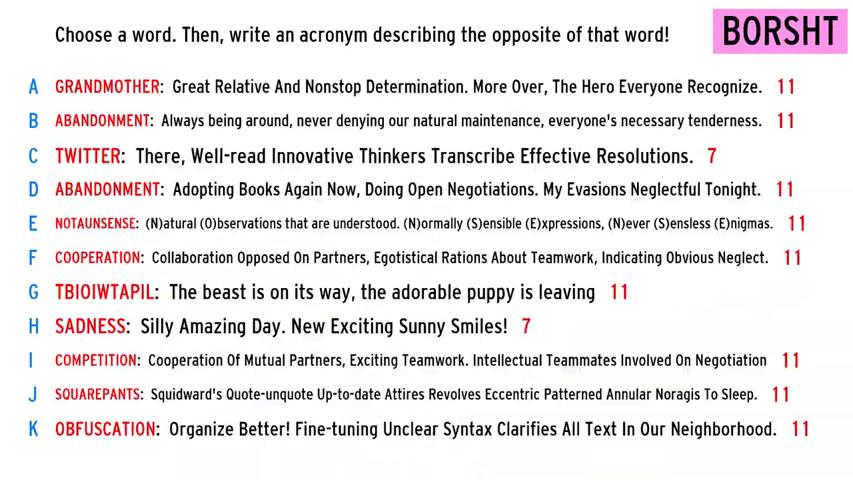 Choose a word. Then, write an acronym describing the opposite of that word!
BORSHT
A GRANDMOTHER: Great Relative And Nonstop Determination. More Over, The Hero Everyone Recognize. 11
B ABANDONMENT: Always being around, never denying our natural maintenance, everyone's necessary tenderness. 11
C TWITTER: There, Well-read Innovative Thinkers Transcribe Effective Resolutions. 7
D ABANDONMENT: Adopting Books Again Now, Doing Open Negotiations. My Evasions Neglectful Tonight. 11
E NOTAUNSENSE: (N)atural (O)bservations that are understood. (N)ormally (S)ensible (E)xpressions, (N)ever (S)ensless (E)nigmas. 11
F COOPERATION: Collaboration Opposed On Partners, Egotistical Rations About Teamwork, Indicating Obvious Neglect. 11
G TBIOIWTAPIL: The beast is on its way, the adorable puppy is leaving 11
H SADNESS: Silly Amazing Day. New Exciting Sunny Smiles! 7
I COMPETITION: Cooperation Of Mutual Partners, Exciting Teamwork. Intellectual Teammates Involved On Negotiation 11
J SQUAREPANTS: Squidward's Quote-unquote Up-to-date Attires Revolves Eccentric Patterned Annular Noragis To Sleep. 11
K OBFUSCATION: Organize Better! Fine-tuning Unclear Syntax Clarifies All Text In Our Neighborhood. 11